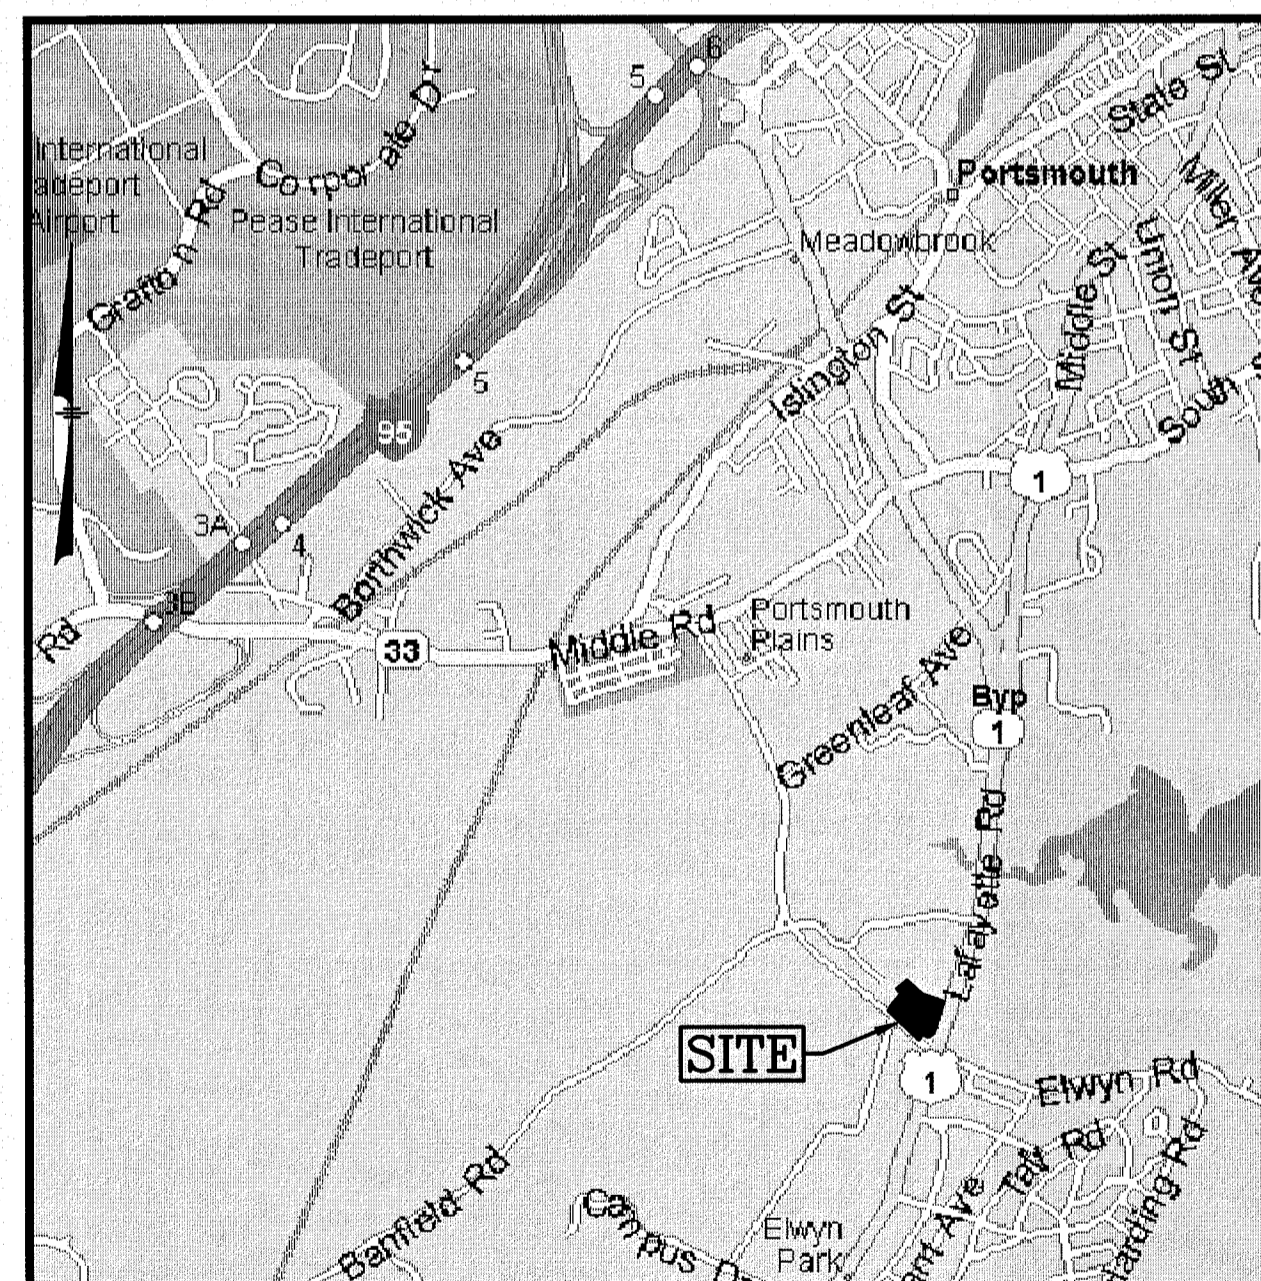 6
5
State St
International
adeport
Airport
Corporate Dr
Grafton Rd
Pease International
Tradeport
Portsmouth
Meadowbrook
Miller Ave
Union St
Middle St
Islington St
South
5
95
Borthwick Ave
1
3A
4
3B
Rd
33
Middle Rd
Portsmouth
Plains
Greenleaf Ave
Byp
1
Lafayette Rd
SITE
1
Elwyn Rd
Taft Rd
Banfield Rd
Campus Dr
Elwyn
Park
ant Ave
arding Rd